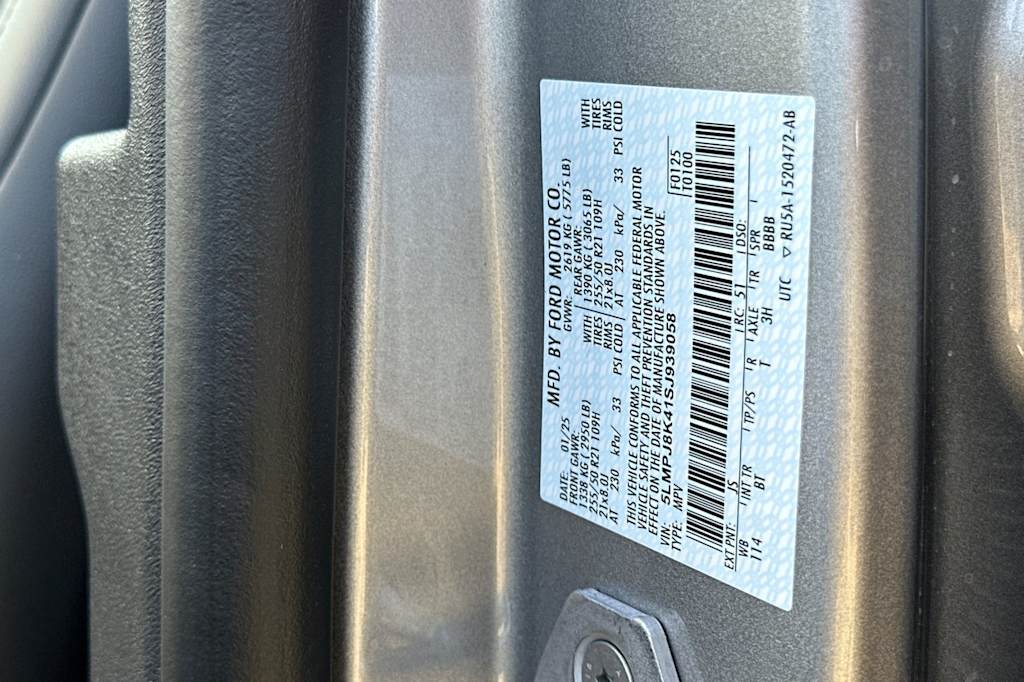 MFD. BY FORD MOTOR CO.
DATE: 01/25 GVWR: 2619 KG ( 5775 LB)
FRONT GAWR: REAR GAWR:
1338 KG ( 2950 LB) WITH 1390 KG ( 3065 LB) WITH
255/50 R21 109H TIRES 255/50 R21 109H TIRES
21x8.0J RIMS 21x8.0J RIMS
AT 230 kPa/ 33 PSI COLD AT 230 kPa/ 33 PSI COLD
THIS VEHICLE CONFORMS TO ALL APPLICABLE FEDERAL MOTOR
VEHICLE SAFETY AND THEFT PREVENTION STANDARDS IN
EFFECT ON THE DATE OF MANUFACTURE SHOWN ABOVE.
VIN: 5LMPJ8K41SJ939058 F0125
TYPE: MPV T0100
EXT PNT: JS RC: 51 DSO:
WB INT TR TP/PS R AXLE TR SPR
114 BT T 3H BBBB
UTC ▽ RU5A-1520472-AB